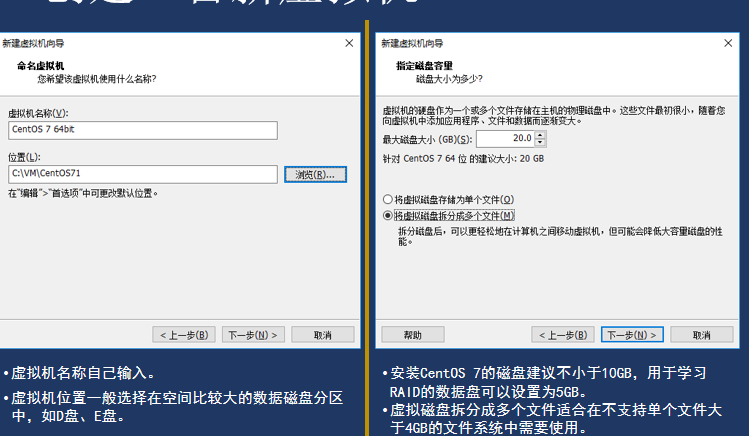 新建虚拟机向导
命名虚拟机
您希望该虚拟机使用什么名称?
虚拟机名称(V):
CentOS 7 64bit
位置(L):
C:\VM\CentOS71
浏览(R)...
在"编辑">"首选项"中可更改默认位置。
< 上一步(B)
下一步(N) >
取消
•虚拟机名称自己输入。
•虚拟机位置一般选择在空间比较大的数据磁盘分区
中，如D盘、E盘。
新建虚拟机向导
指定磁盘容量
磁盘大小为多少?
虚拟机的硬盘作为一个或多个文件存储在主机的物理磁盘中。这些文件最初很小，随着您
向虚拟机中添加应用程序、文件和数据而逐渐变大。
最大磁盘大小 (GB)(S):
20.0
针对 CentOS 7 64 位 的建议大小: 20 GB
将虚拟磁盘存储为单个文件(O)
将虚拟磁盘拆分成多个文件(M)
拆分磁盘后，可以更轻松地在计算机之间移动虚拟机，但可能会降低大容量磁盘的性
能。
帮助
< 上一步(B)
下一步(N) >
取消
•安装CentOS 7的磁盘建议不小于10GB，用于学习
RAID的数据盘可以设置为5GB。
•虚拟磁盘拆分成多个文件适合在不支持单个文件大
于4GB的文件系统中需要使用。